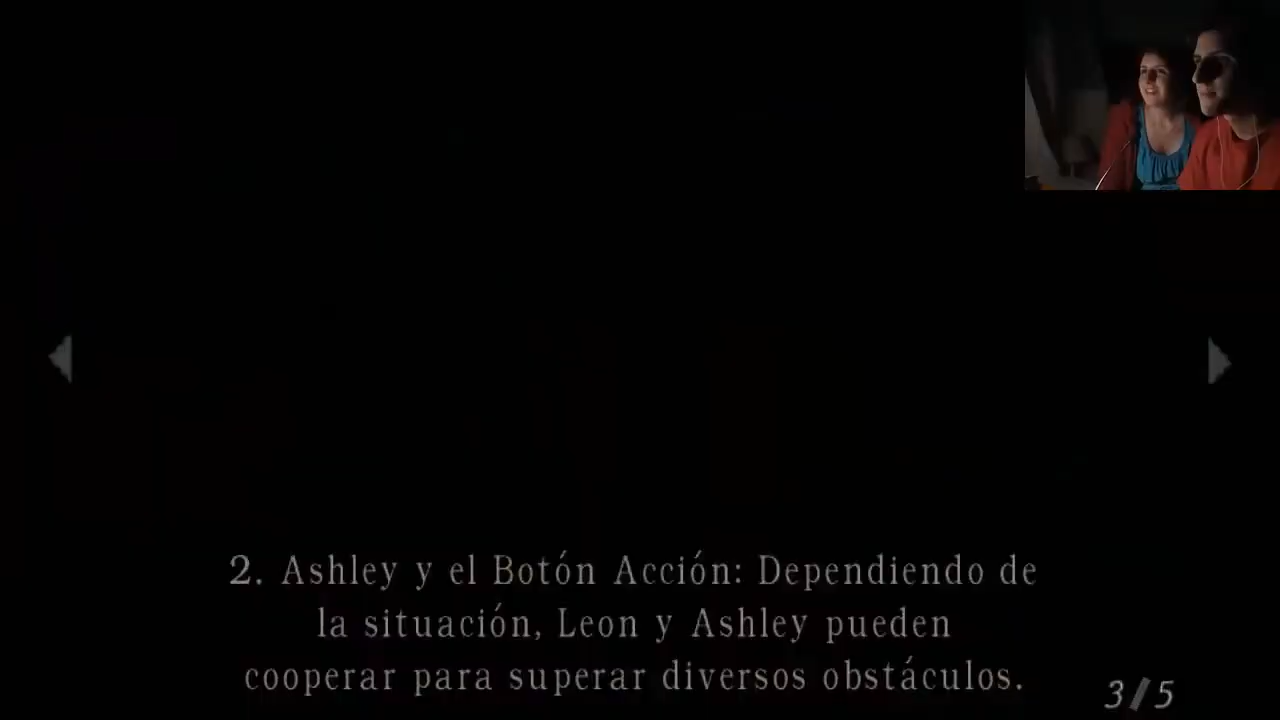 2. Ashley y el Botón Acción: Dependiendo de
la situación, Leon y Ashley pueden
cooperar para superar diversos obstáculos.
3/5